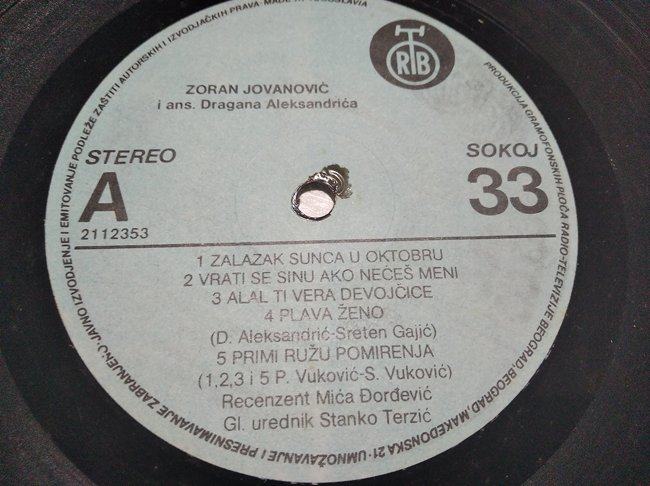 JAVNO IZVODJENJE I EMITOVANJE PODLEŽE ZAŠTITI AUTORSKIH I IZVODJAČKIH PRAVA · MADE IN YUGOSLAVIA
RTB
ZORAN JOVANOVIĆ
i ans. Dragana Aleksandrića
STEREO
SOKOJ
A
33
2112353
1 ZALAZAK SUNCA U OKTOBRU
2 VRATI SE SINU AKO NEĆEŠ MENI
3 ALAL TI VERA DEVOJČICE
4 PLAVA ŽENO
(D. Aleksandrić-Sreten Gajić)
5 PRIMI RUŽU POMIRENJA
(1,2,3 i 5 P. Vuković-S. Vuković)
Recenzent Mića Đorđević
Gl. urednik Stanko Terzić
PRODUKCIJA GRAMOFONSKIH PLOČA RADIO-TELEVIZIJE BEOGRAD, BEOGRAD, MAKEDONSKA 21 · UMNOŽAVANJE I PRESNIMAVANJE ZABRANJENO